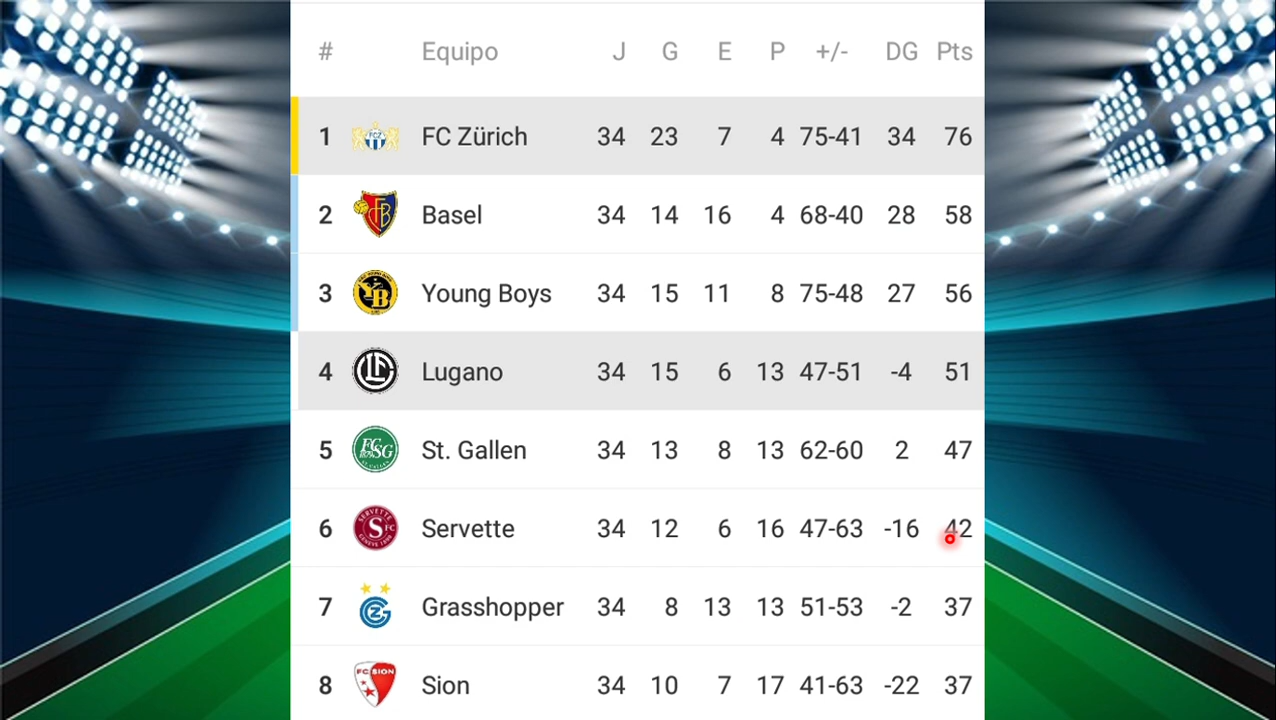 # Equipo J G E P +/- DG Pts
1 FC Zürich 34 23 7 4 75-41 34 76
2 Basel 34 14 16 4 68-40 28 58
3 Young Boys 34 15 11 8 75-48 27 56
4 Lugano 34 15 6 13 47-51 -4 51
5 St. Gallen 34 13 8 13 62-60 2 47
6 Servette 34 12 6 16 47-63 -16 42
7 Grasshopper 34 8 13 13 51-53 -2 37
8 FC SION Sion 34 10 7 17 41-63 -22 37